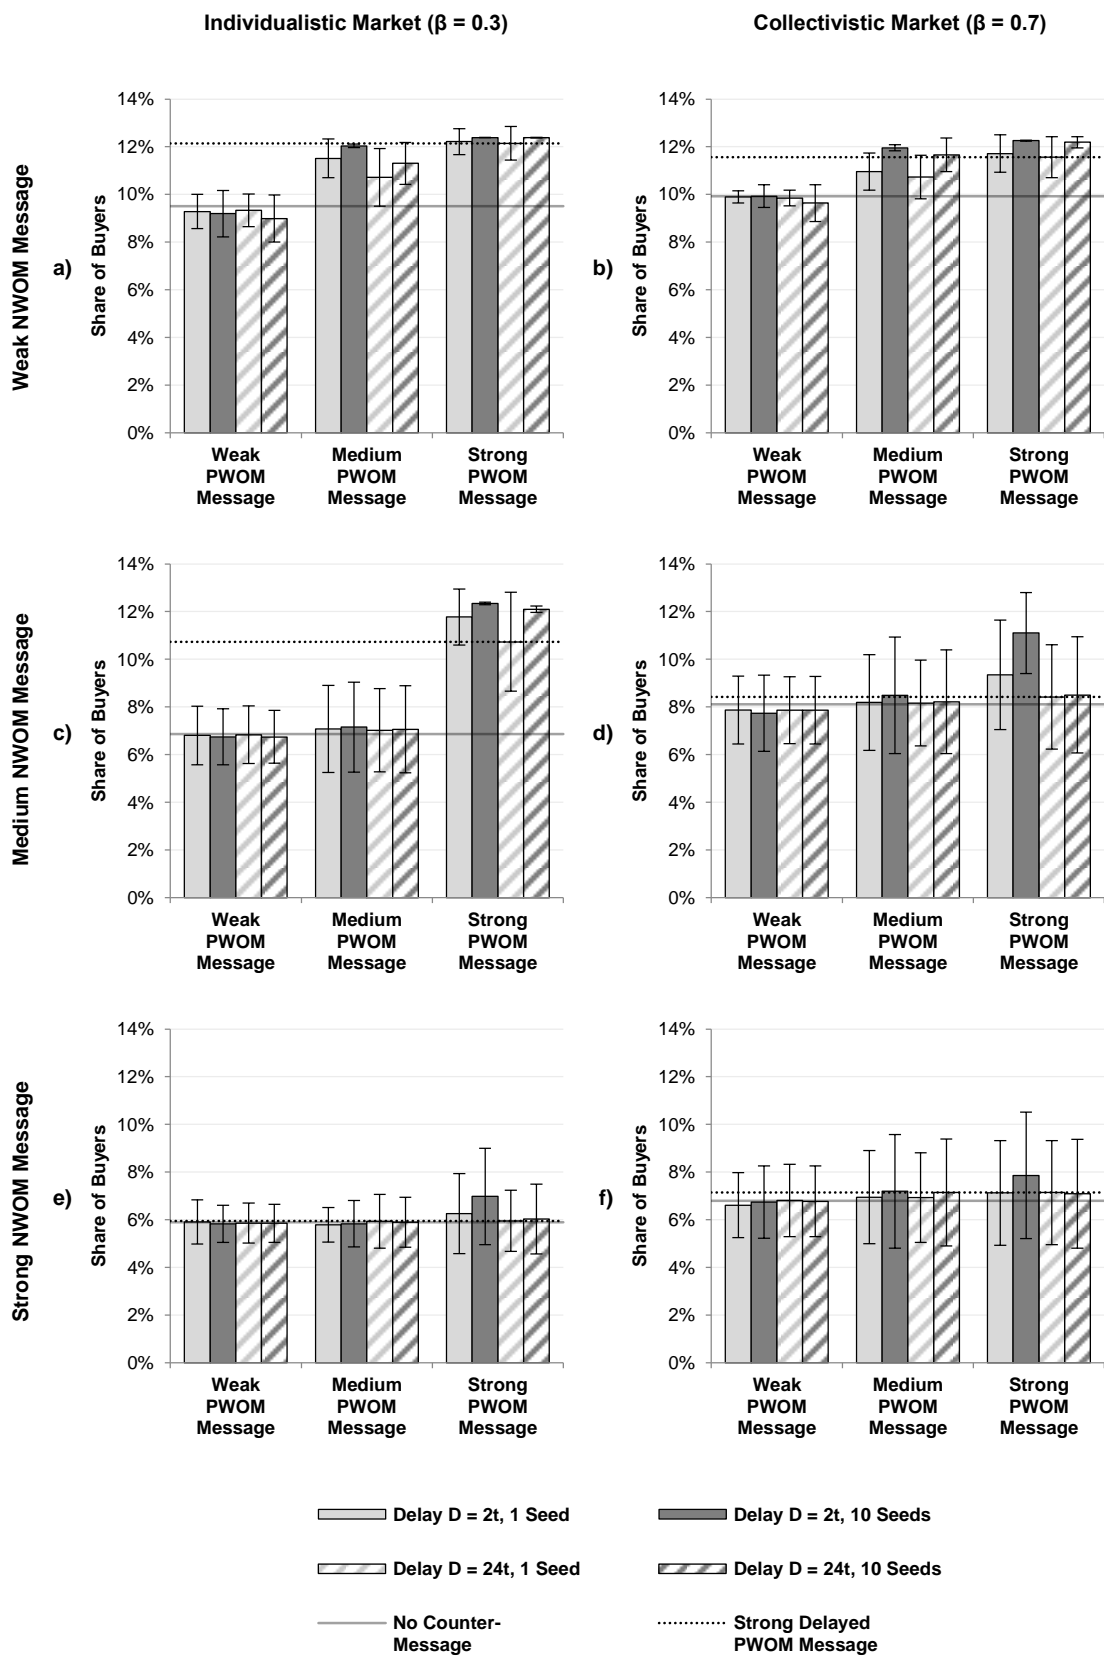 Individualistic Market (β = 0.3)
Collectivistic Market (β = 0.7)
Weak NWOM Message
a)
Share of Buyers
14%
12%
10%
8%
6%
4%
2%
0%
Weak
PWOM
Message
Medium
PWOM
Message
Strong
PWOM
Message
b)
Share of Buyers
14%
12%
10%
8%
6%
4%
2%
0%
Weak
PWOM
Message
Medium
PWOM
Message
Strong
PWOM
Message
Medium NWOM Message
c)
Share of Buyers
14%
12%
10%
8%
6%
4%
2%
0%
Weak
PWOM
Message
Medium
PWOM
Message
Strong
PWOM
Message
d)
Share of Buyers
14%
12%
10%
8%
6%
4%
2%
0%
Weak
PWOM
Message
Medium
PWOM
Message
Strong
PWOM
Message
Strong NWOM Message
e)
Share of Buyers
14%
12%
10%
8%
6%
4%
2%
0%
Weak
PWOM
Message
Medium
PWOM
Message
Strong
PWOM
Message
f)
Share of Buyers
14%
12%
10%
8%
6%
4%
2%
0%
Weak
PWOM
Message
Medium
PWOM
Message
Strong
PWOM
Message
Delay D = 2t, 1 Seed
Delay D = 2t, 10 Seeds
Delay D = 24t, 1 Seed
Delay D = 24t, 10 Seeds
No Counter-
Message
Strong Delayed
PWOM Message